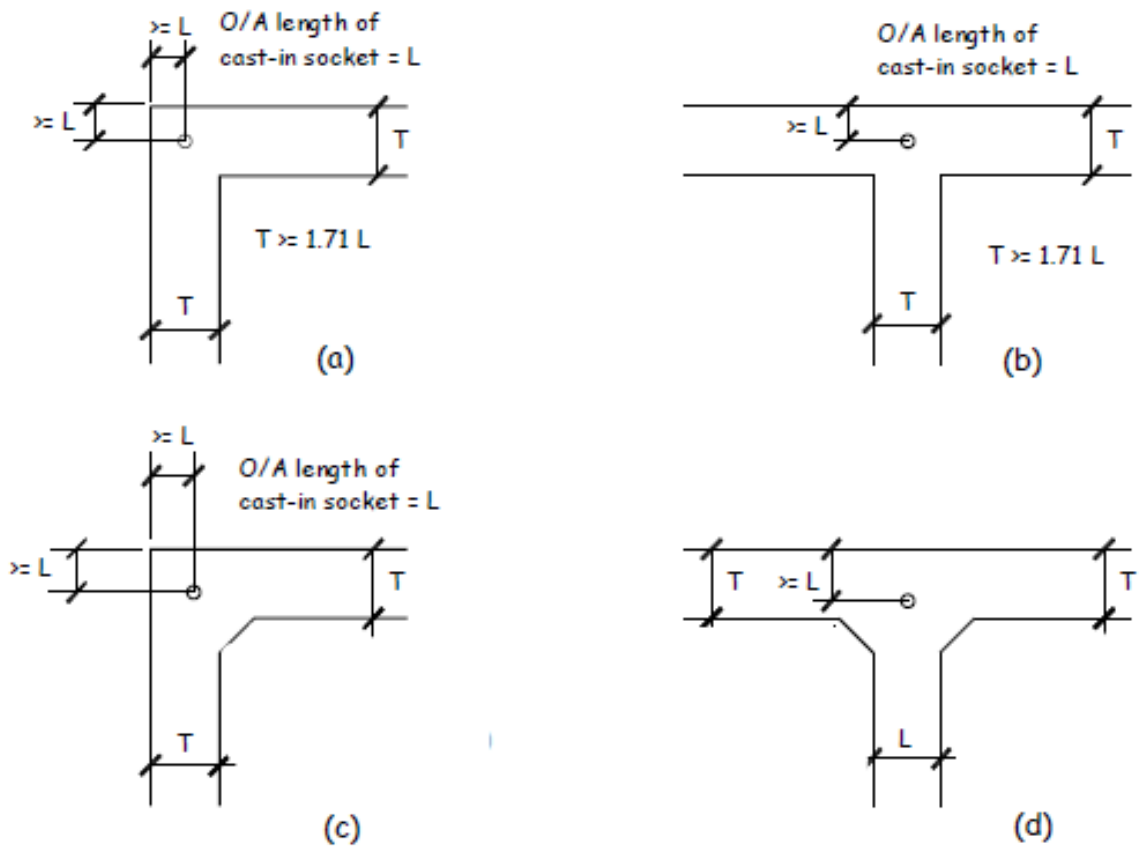 >= L
O/A length of
cast-in socket = L
>= L
T
T >= 1.71 L
T
(a)
O/A length of
cast-in socket = L
>= L
T
T >= 1.71 L
T
(b)
>= L
O/A length of
cast-in socket = L
>= L
T
T
(c)
T
>= L
T
L
(d)